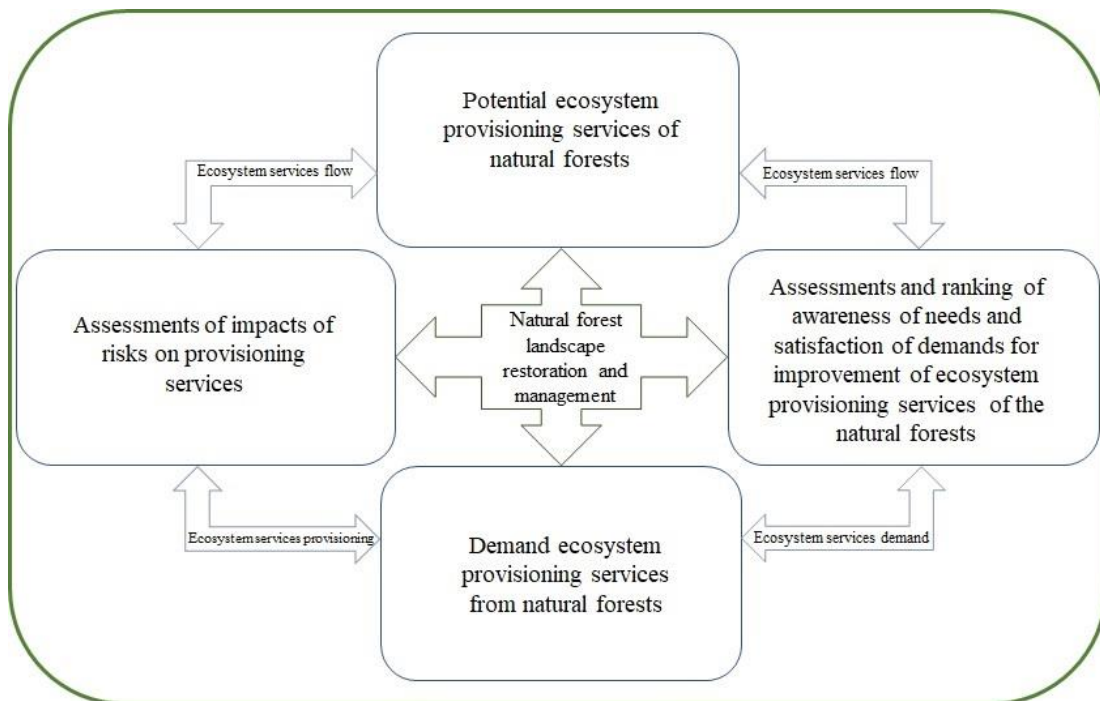 Potential ecosystem
provisioning services of
natural forests
Ecosystem services flow
Ecosystem services flow
Assessments of impacts of
risks on provisioning
services
Natural forest
landscape
restoration and
management
Assessments and ranking of
awareness of needs and
satisfaction of demands for
improvement of ecosystem
provisioning services of the
natural forests
Ecosystem services provisioning
Ecosystem services demand
Demand ecosystem
provisioning services
from natural forests